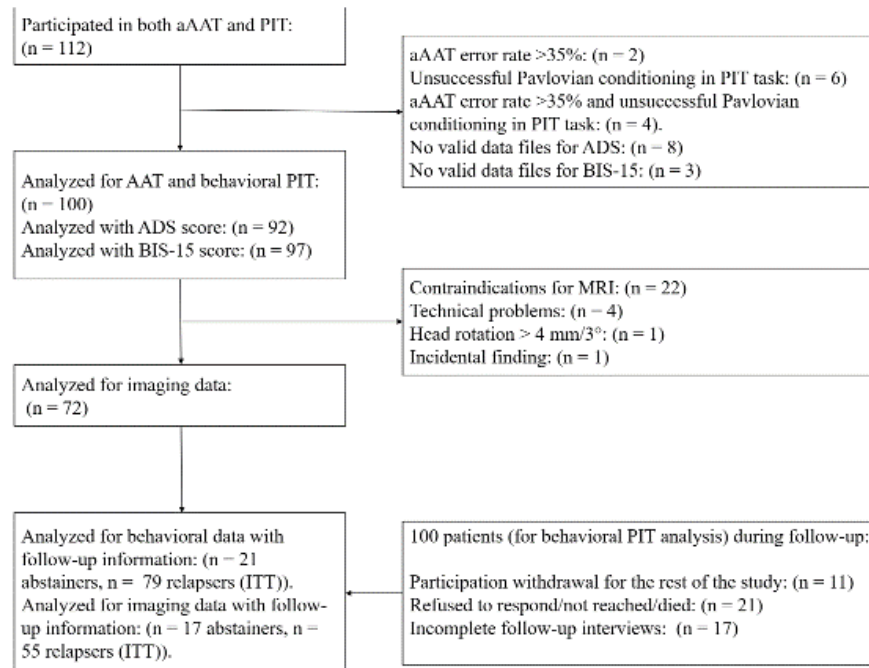 Participated in both aAAT and PIT:
(n = 112)
aAAT error rate >35%: (n − 2)
Unsuccessful Pavlovian conditioning in PIT task: (n = 6)
aAAT error rate >35% and unsuccessful Pavlovian
conditioning in PIT task: (n = 4).
No valid data files for ADS: (n − 8)
No valid data files for BIS-15: (n = 3)
Analyzed for AAT and behavioral PIT:
(n − 100)
Analyzed with ADS score: (n = 92)
Analyzed with BIS-15 score: (n = 97)
Contraindications for MRI: (n = 22)
Technical problems: (n − 4)
Head rotation > 4 mm/3°: (n = 1)
Incidental finding: (n = 1)
Analyzed for imaging data:
(n = 72)
Analyzed for behavioral data with
follow-up information: (n − 21
abstainers, n = 79 relapsers (ITT)).
Analyzed for imaging data with follow-
up information: (n = 17 abstainers, n =
55 relapsers (ITT)).
100 patients (for behavioral PIT analysis) during follow-up:
Participation withdrawal for the rest of the study: (n = 11)
Refused to respond/not reached/died: (n = 21)
Incomplete follow-up interviews: (n = 17)